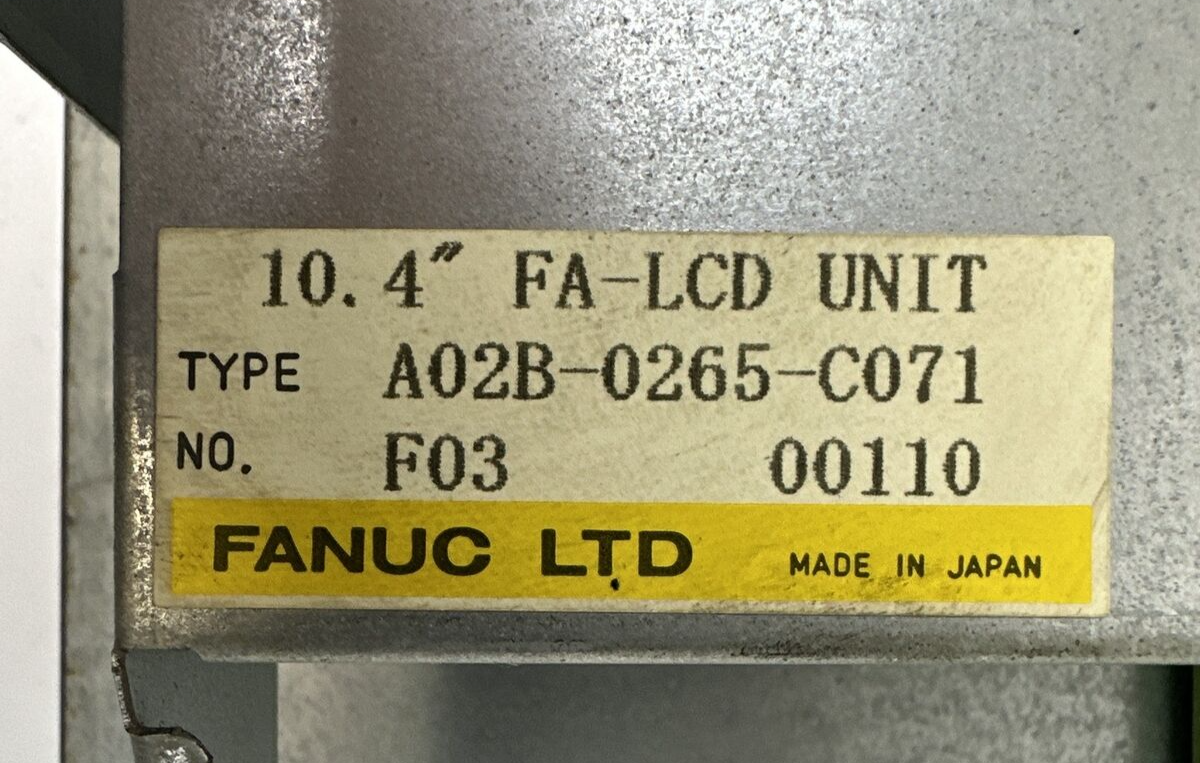 10.4″ FA-LCD UNIT
TYPE A02B-0265-C071
NO. F03 00110
FANUC LTD MADE IN JAPAN